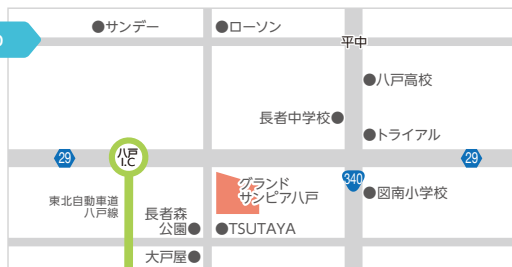 サンデー
ローソン
平中
八戸高校
長者中学校
トライアル
29
八戸
I.C
29
340
グランド
サンピア八戸
図南小学校
東北自動車道
八戸線
長者森
公園
TSUTAYA
大戸屋